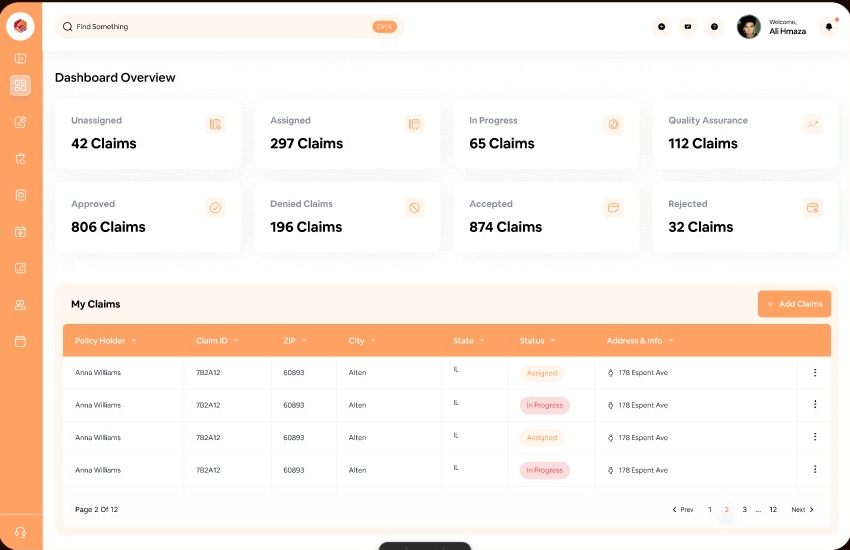 Find Something
Ctrl K
Welcome,
Ali Hmaza
Dashboard Overview
Unassigned
42 Claims
Assigned
297 Claims
In Progress
65 Claims
Quality Assurance
112 Claims
Approved
806 Claims
Denied Claims
196 Claims
Accepted
874 Claims
Rejected
32 Claims
My Claims
+ Add Claims
Policy Holder Claim ID ZIP City State Status Address & Info
Anna Williams 7B2A12 60893 Alten IL Assigned 178 Espent Ave
Anna Williams 7B2A12 60893 Alten IL In Progress 178 Espent Ave
Anna Williams 7B2A12 60893 Alten IL Assigned 178 Espent Ave
Anna Williams 7B2A12 60893 Alten IL In Progress 178 Espent Ave
Page 2 Of 12
Prev 1 2 3 ... 12 Next